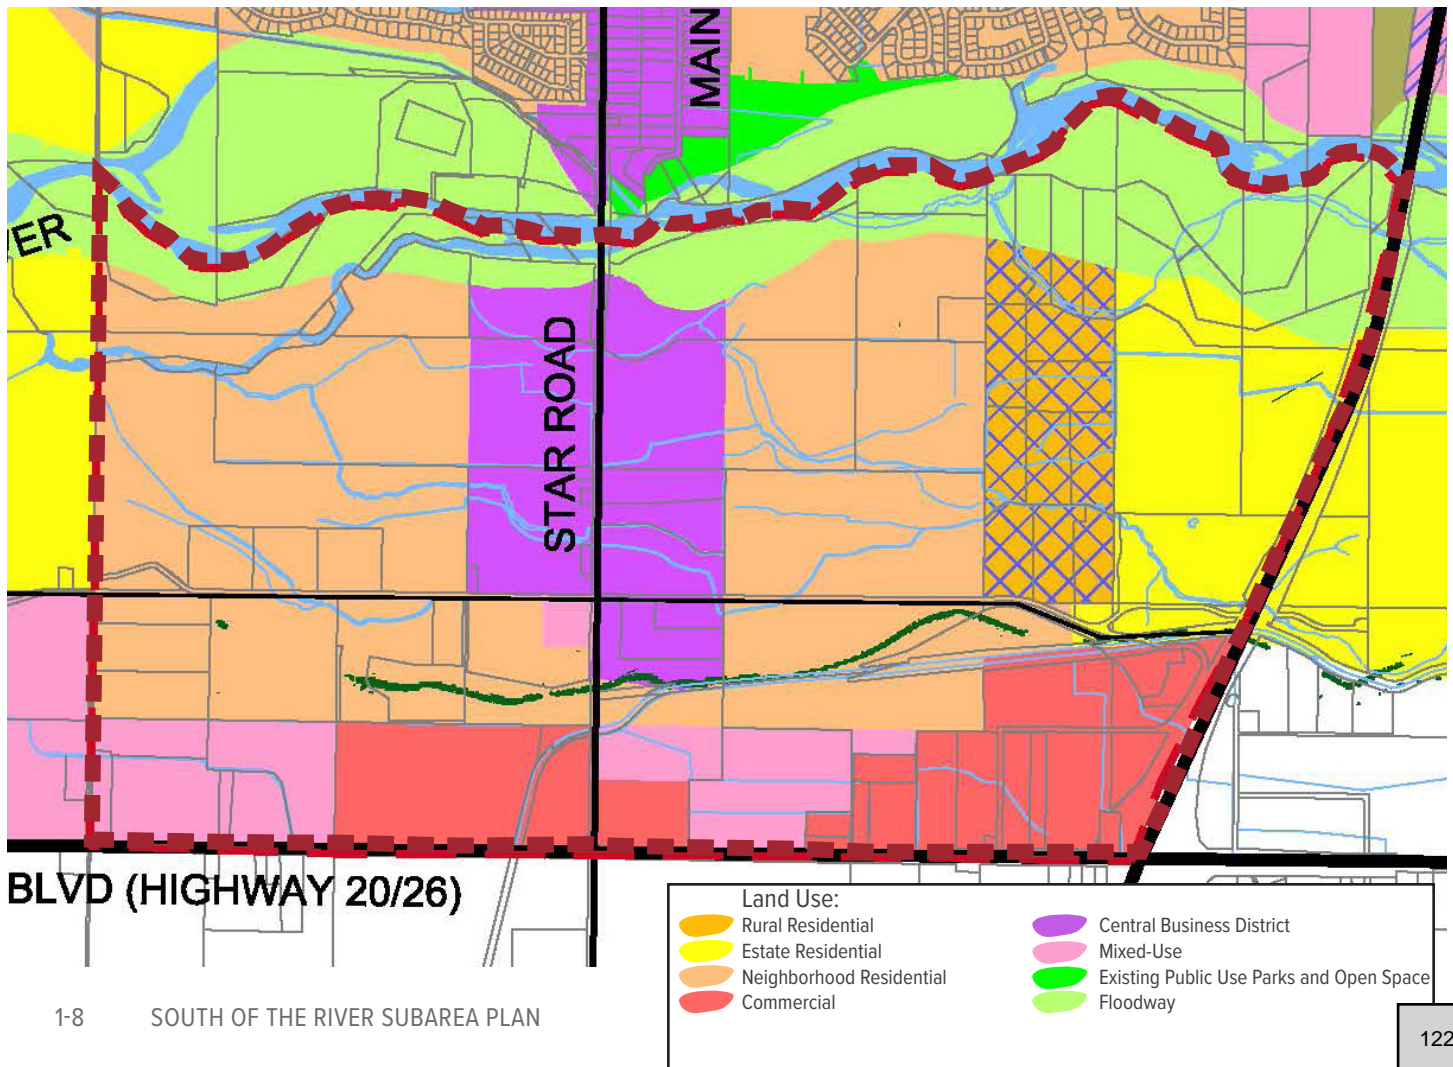 MAIN
VER
STAR ROAD
BLVD (HIGHWAY 20/26)
Land Use:
Rural Residential
Estate Residential
Neighborhood Residential
Commercial
Central Business District
Mixed-Use
Existing Public Use Parks and Open Space
Floodway
1-8 SOUTH OF THE RIVER SUBAREA PLAN
122